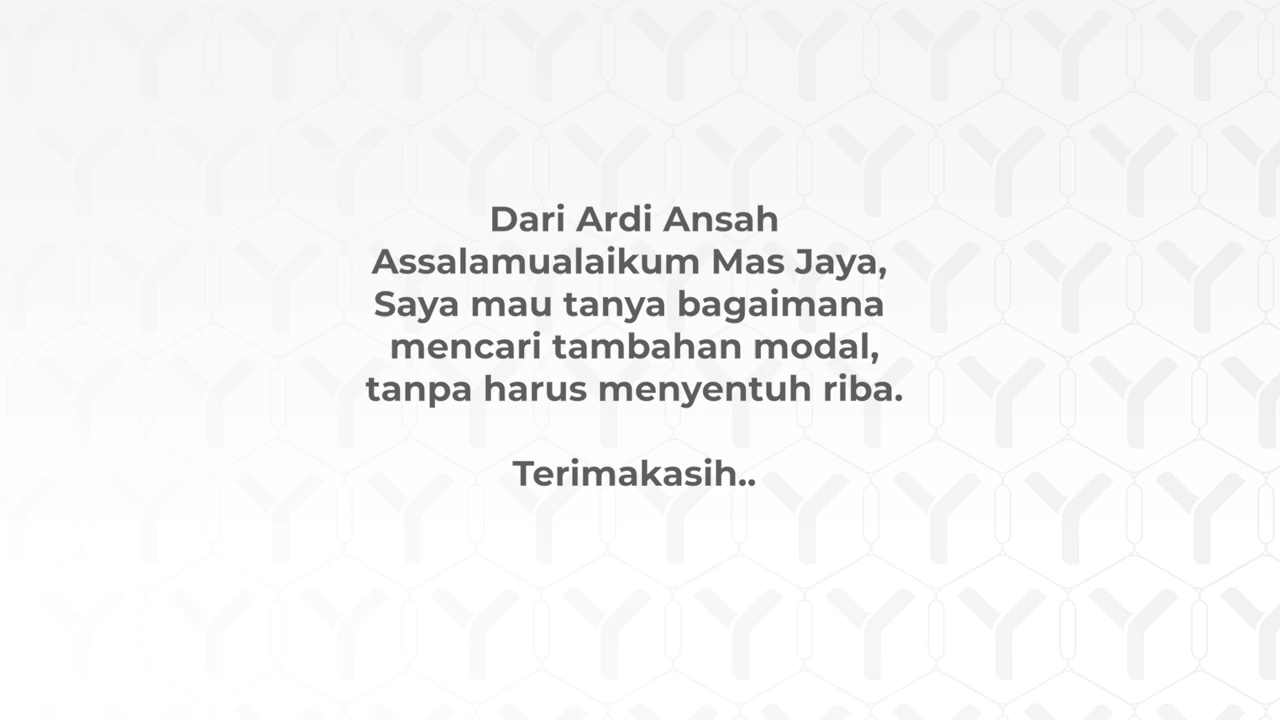 Dari Ardi Ansah
Assalamualaikum Mas Jaya,
Saya mau tanya bagaimana
mencari tambahan modal,
tanpa harus menyentuh riba.
Terimakasih..